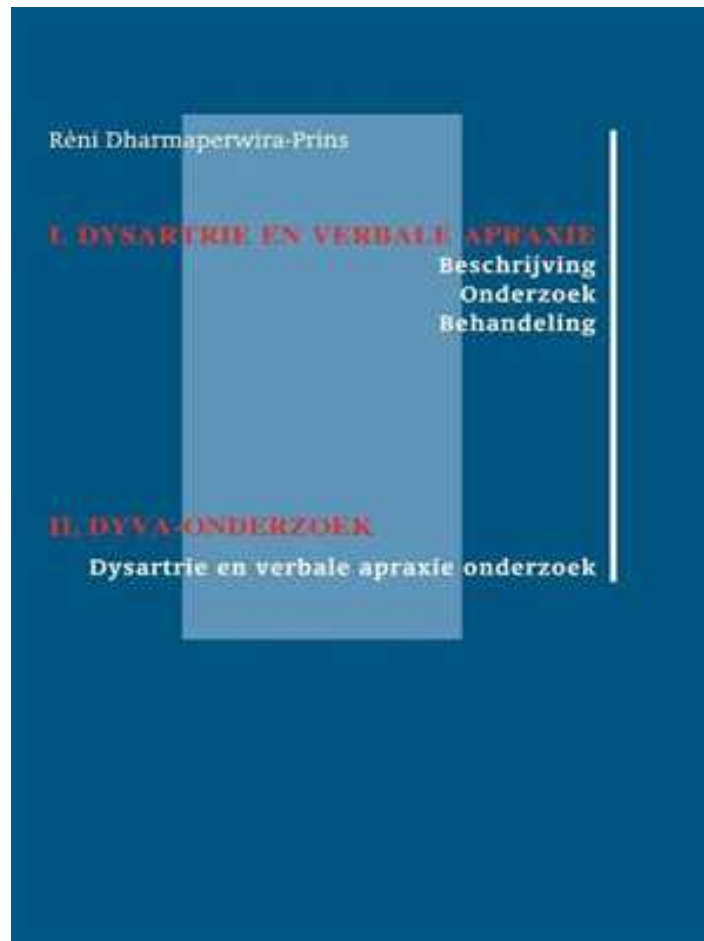 Rèni Dharmaperwira-Prins
I. DYSARTRIE EN VERBALE APRAXIE
Beschrijving
Onderzoek
Behandeling
II. DYVA-ONDERZOEK
Dysartrie en verbale apraxie onderzoek